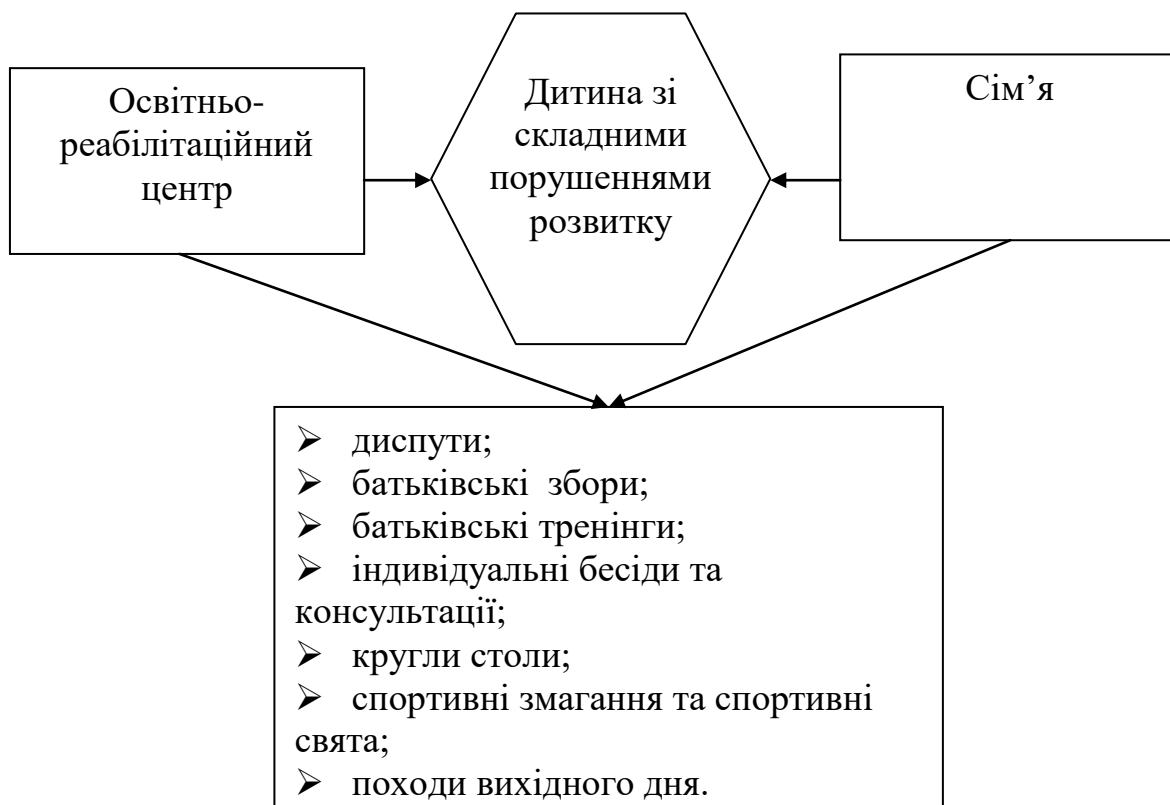 Освітньо-
реабілітаційний
центр
Дитина зі
складними
порушеннями
розвитку
Сім’я
➢ диспути;
➢ батьківські збори;
➢ батьківські тренінги;
➢ індивідуальні бесіди та
консультації;
➢ кругли столи;
➢ спортивні змагання та спортивні
свята;
➢ походи вихідного дня.